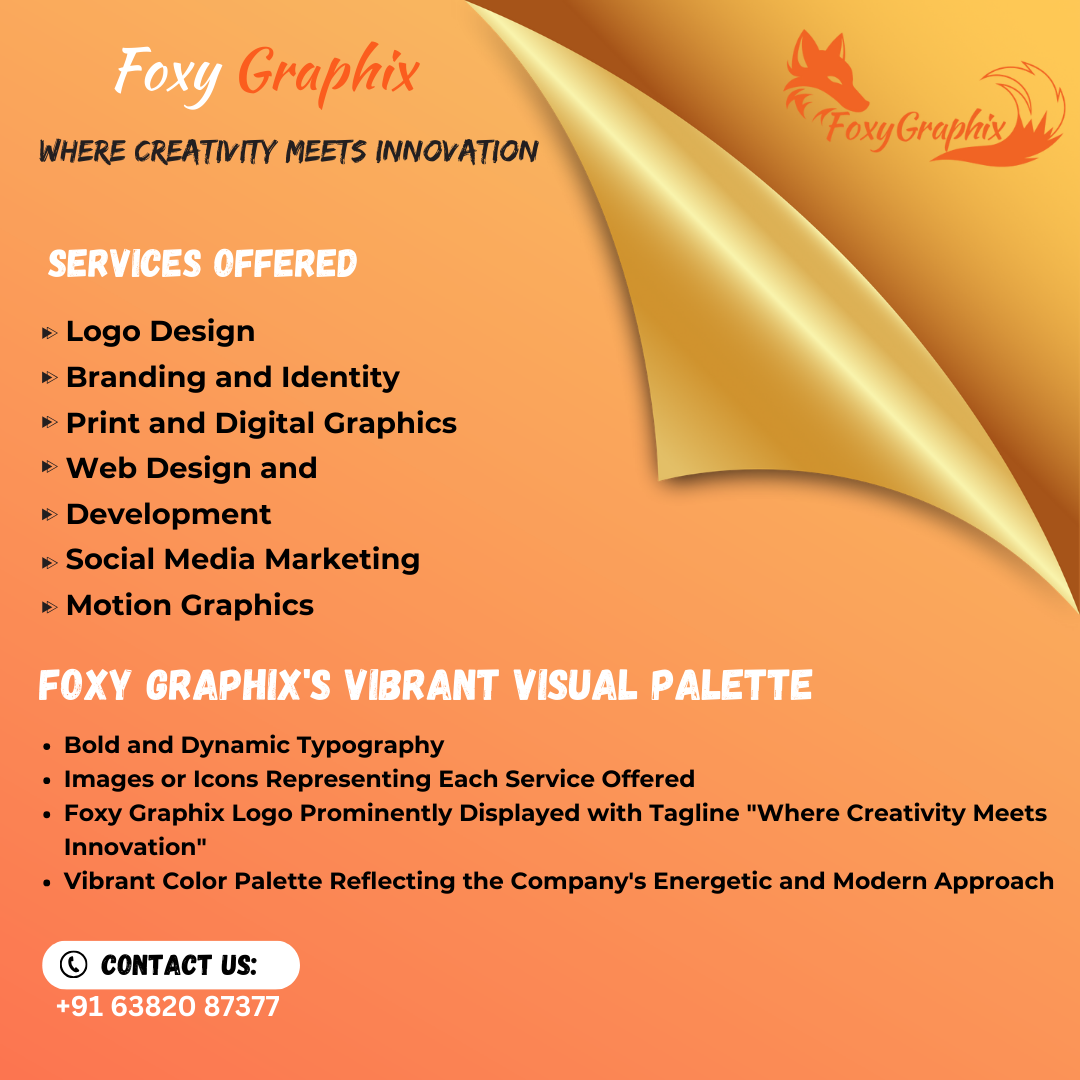 Foxy Graphix
FoxyGraphix
WHERE CREATIVITY MEETS INNOVATION
SERVICES OFFERED
Logo Design
Branding and Identity
Print and Digital Graphics
Web Design and
Development
Social Media Marketing
Motion Graphics
FOXY GRAPHIX'S VIBRANT VISUAL PALETTE
• Bold and Dynamic Typography
• Images or Icons Representing Each Service Offered
• Foxy Graphix Logo Prominently Displayed with Tagline "Where Creativity Meets
Innovation"
• Vibrant Color Palette Reflecting the Company's Energetic and Modern Approach
CONTACT US:
+91 63820 87377